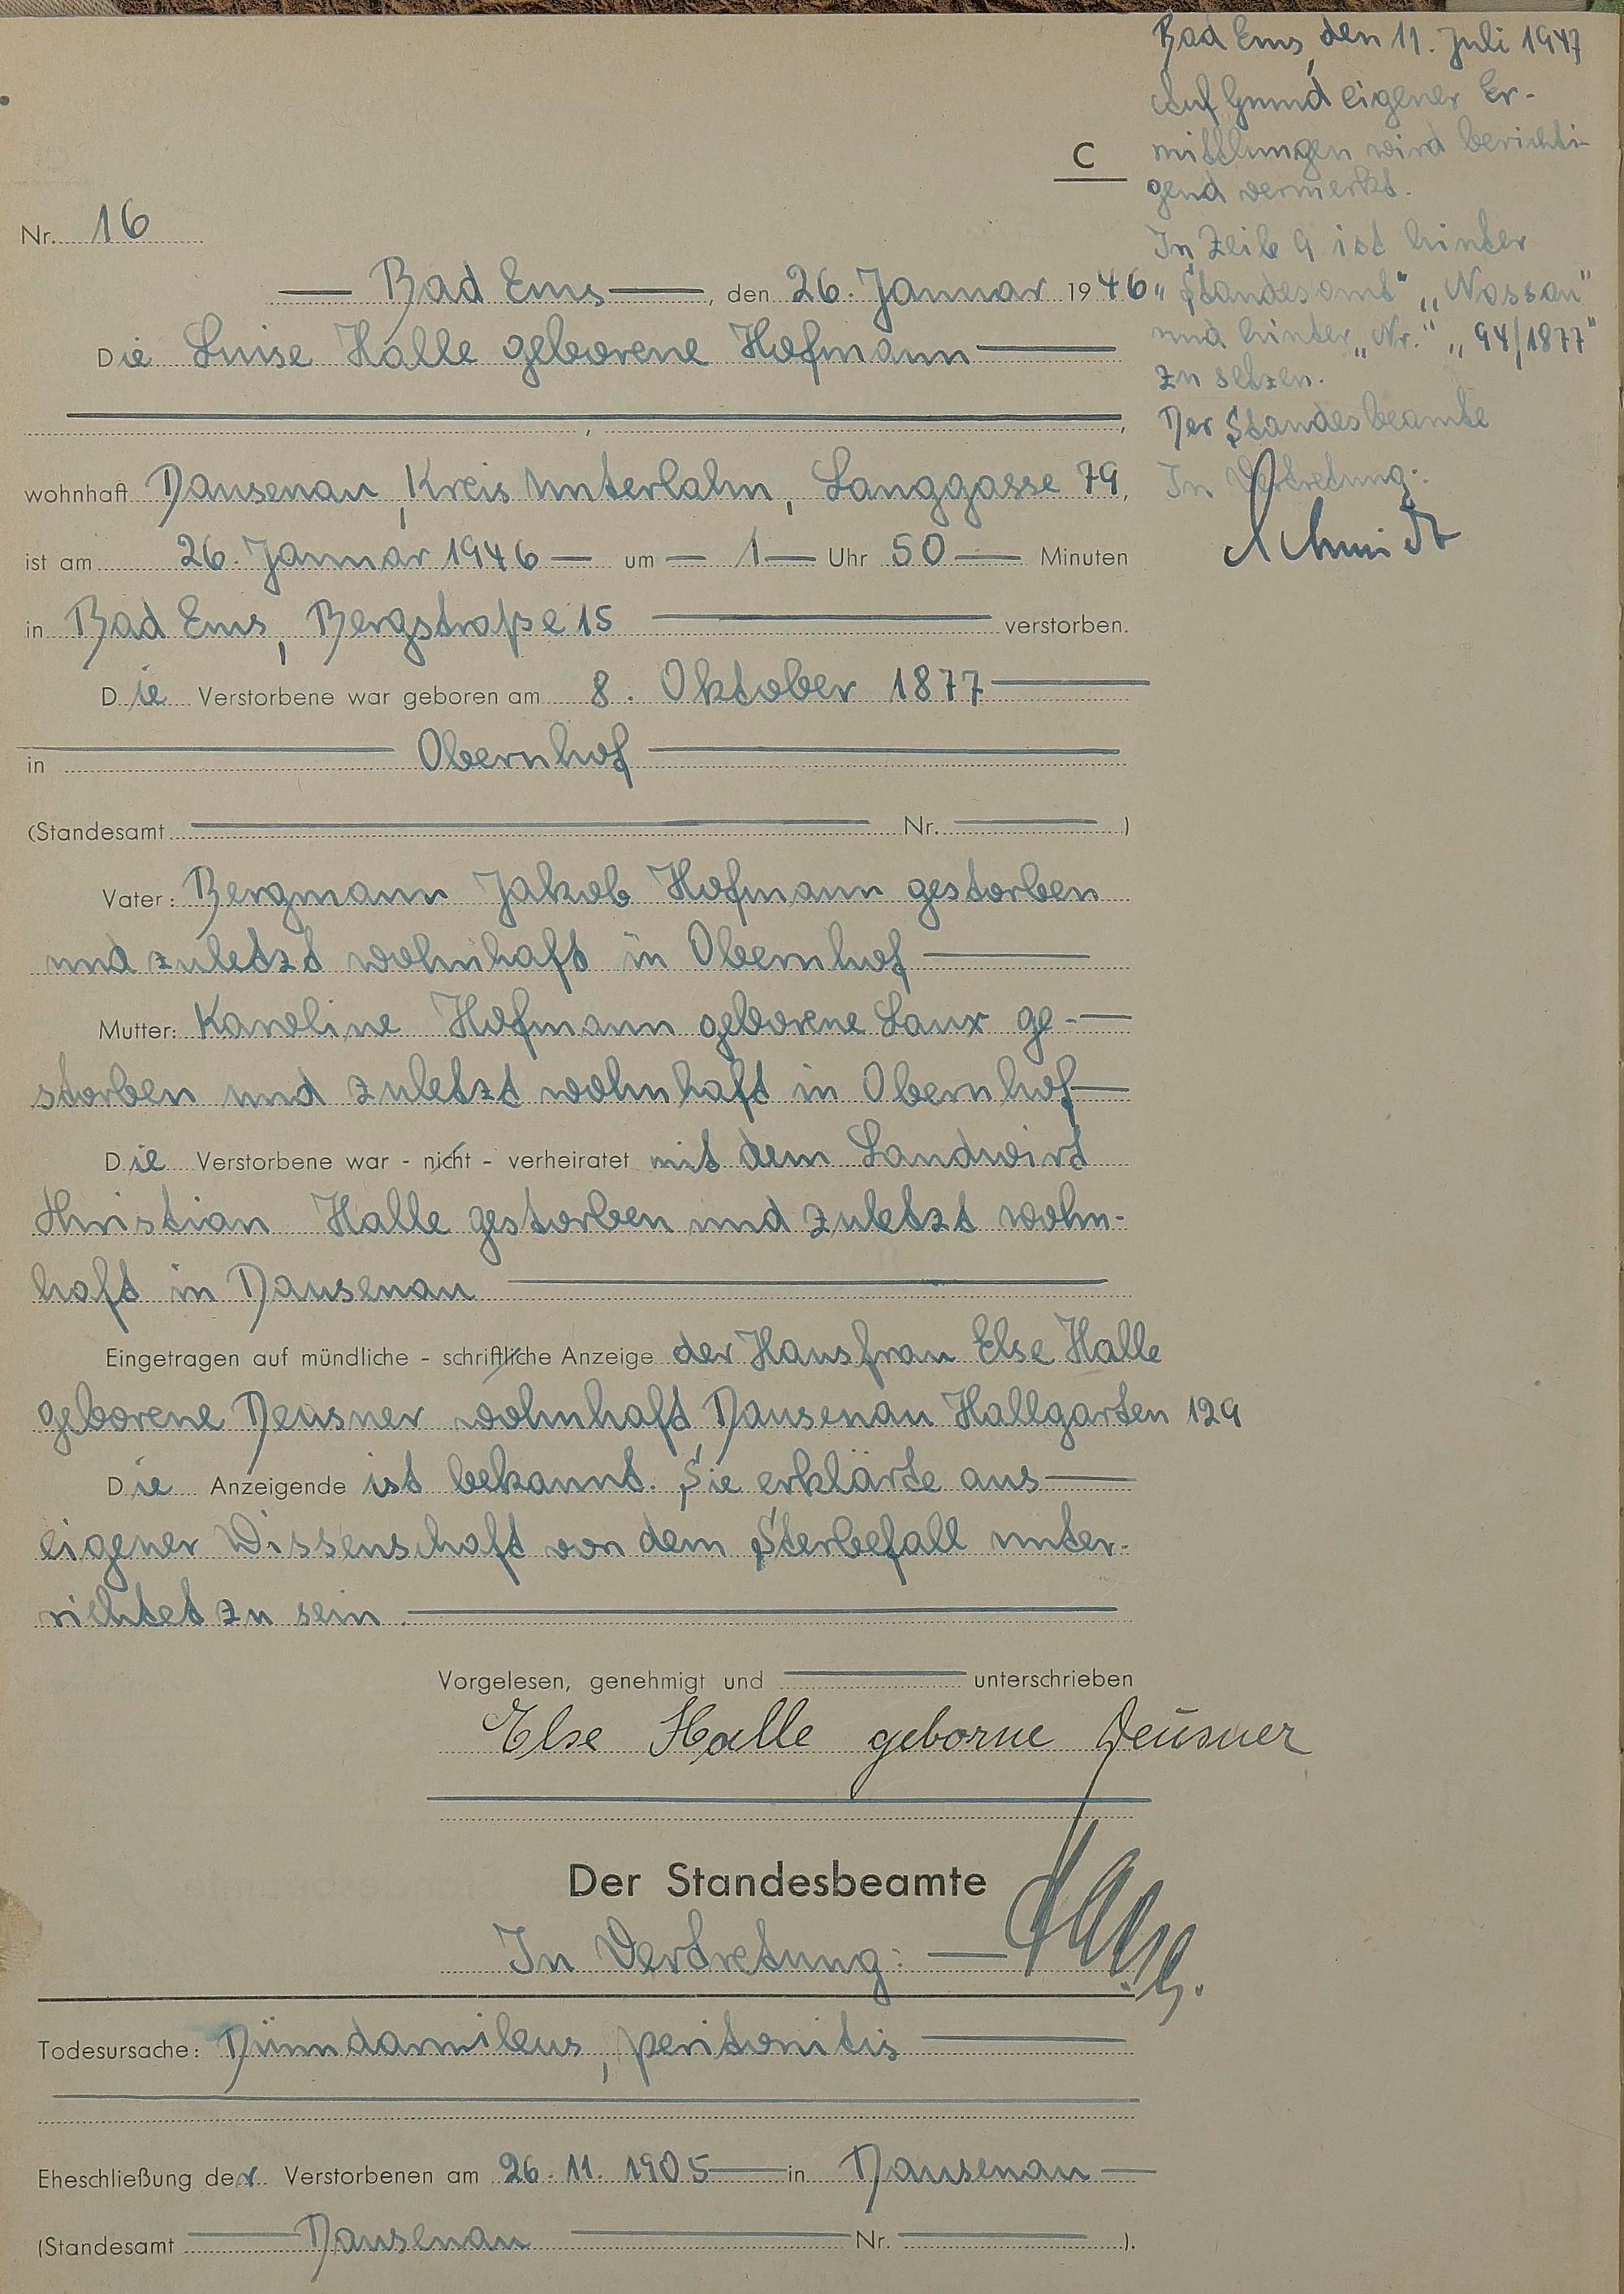 Bad Ems, den 11. Juli 1947
Auf Grund eigener Er-
mittlungen wird berichti-
gend vermerkt.
In Zeile 9 ist hinter
"Standesamt" „Nassau"
und hinter „Nr." „94/1877"
zu setzen.
Der Standesbeamte
In Vertretung:
Schmidt
C
Nr. 16
Bad Ems, den 26. Januar 1946
Die Luise Halle geborene Hofmann
wohnhaft Dausenau, Kreis Unterlahn, Langgasse 79,
ist am 26. Januar 1946 um 1 Uhr 50 Minuten
in Bad Ems, Bergstraße 15 verstorben.
Die Verstorbene war geboren am 8. Oktober 1877
in Obernhof
(Standesamt Nr. )
Vater: Bergmann Jakob Hofmann gestorben
und zuletzt wohnhaft in Obernhof
Mutter: Karoline Hofmann geborene Laux ge-
storben und zuletzt wohnhaft in Obernhof
Die Verstorbene war - nicht - verheiratet mit dem Landwirt
Christian Halle gestorben und zuletzt wohn-
haft in Dausenau
Eingetragen auf mündliche - schriftliche Anzeige der Hausfrau Else Halle
geborene Deusner wohnhaft Dausenau Hallgarten 129
Die Anzeigende ist bekannt. Sie erklärte aus
eigener Wissenschaft von dem Sterbefall unter-
richtet zu sein.
Vorgelesen, genehmigt und unterschrieben
Else Halle geborne Deusner
Der Standesbeamte
In Vertretung:
Todesursache: Dünndarmileus, peritonitis
Eheschließung der Verstorbenen am 26.11.1905 in Dausenau
(Standesamt Dausenau Nr. ).